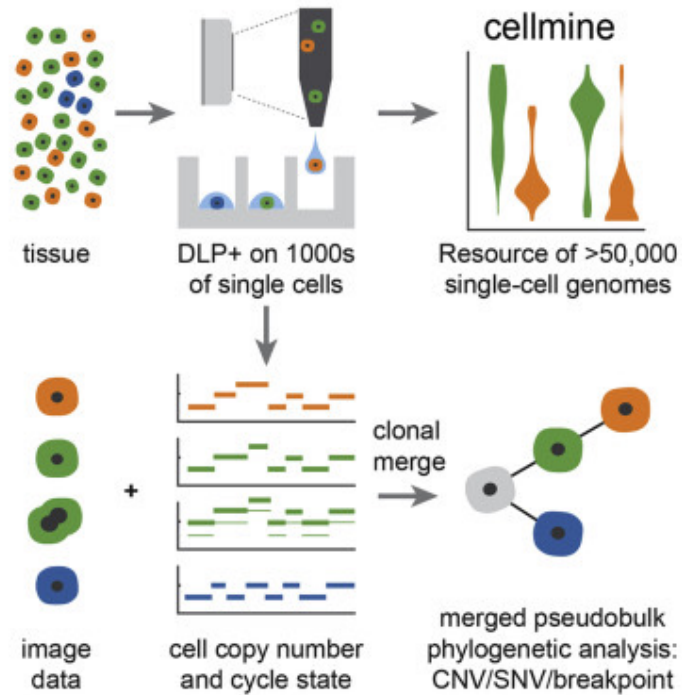 cellmine
tissue
DLP+ on 1000s
of single cells
Resource of >50,000
single-cell genomes
clonal
merge
+
image
data
cell copy number
and cycle state
merged pseudobulk
phylogenetic analysis:
CNV/SNV/breakpoint